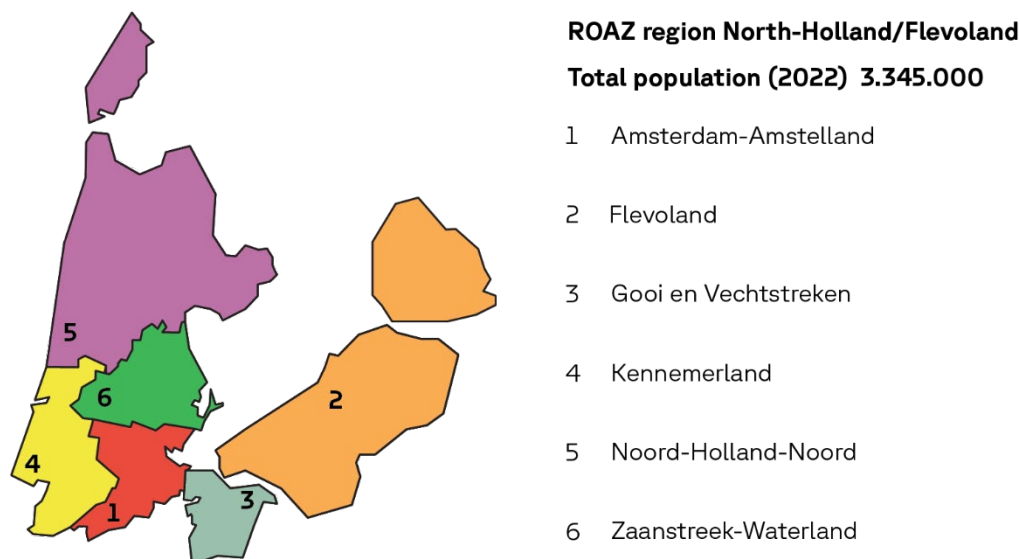 ROAZ region North-Holland/Flevoland
Total population (2022) 3.345.000
1 Amsterdam-Amstelland
2 Flevoland
3 Gooi en Vechtstreken
4 Kennemerland
5 Noord-Holland-Noord
6 Zaanstreek-Waterland
5
6
2
4
3
1